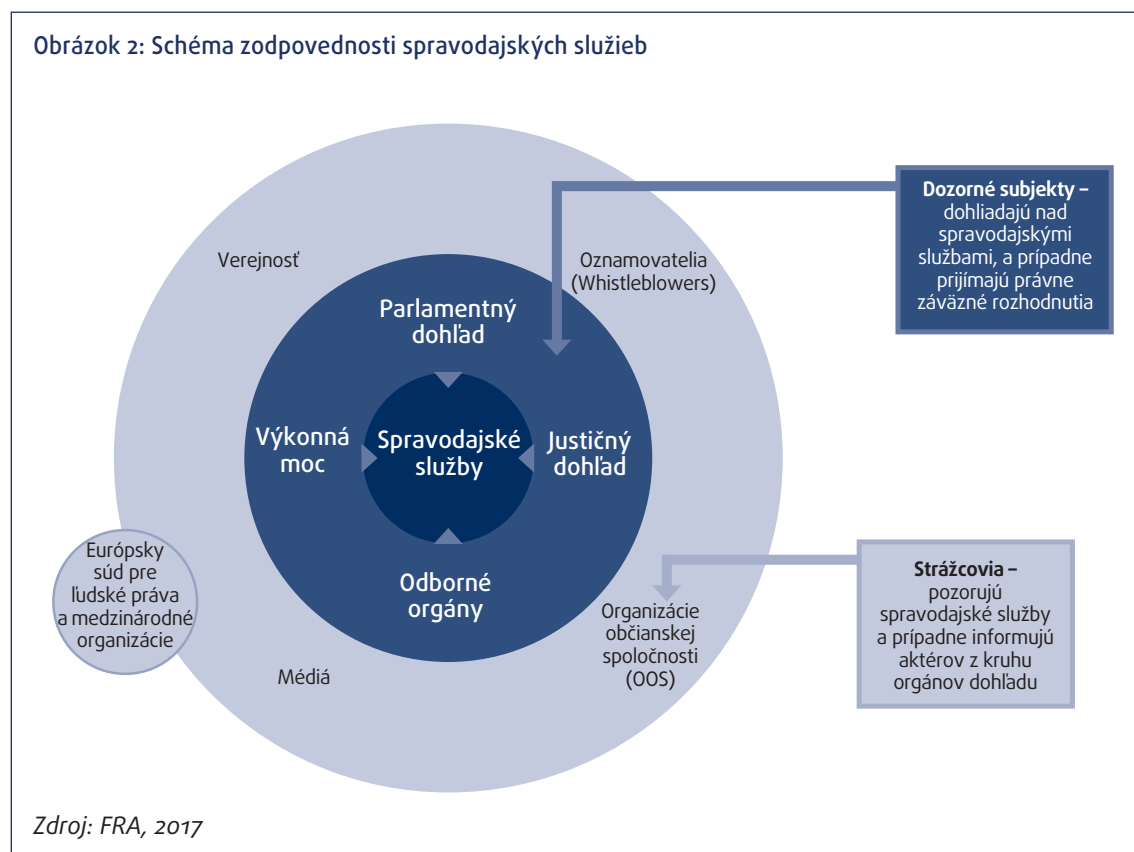 Obrázok 2: Schéma zodpovednosti spravodajských služieb
Verejnosť
Oznamovatelia
(Whistleblowers)
Dozorné subjekty –
dohliadajú nad
spravodajskými
službami, a prípadne
prijímajú právne
záväzné rozhodnutia
Parlamentný
dohľad
Výkonná
moc
Spravodajské
služby
Justičný
dohľad
Odborné
orgány
Európsky
súd pre
ľudské práva
a medzinárodné
organizácie
Médiá
Organizácie
občianskej
spoločnosti
(OOS)
Strážcovia –
pozorujú
spravodajské služby
a prípadne informujú
aktérov z kruhu
orgánov dohľadu
Zdroj: FRA, 2017